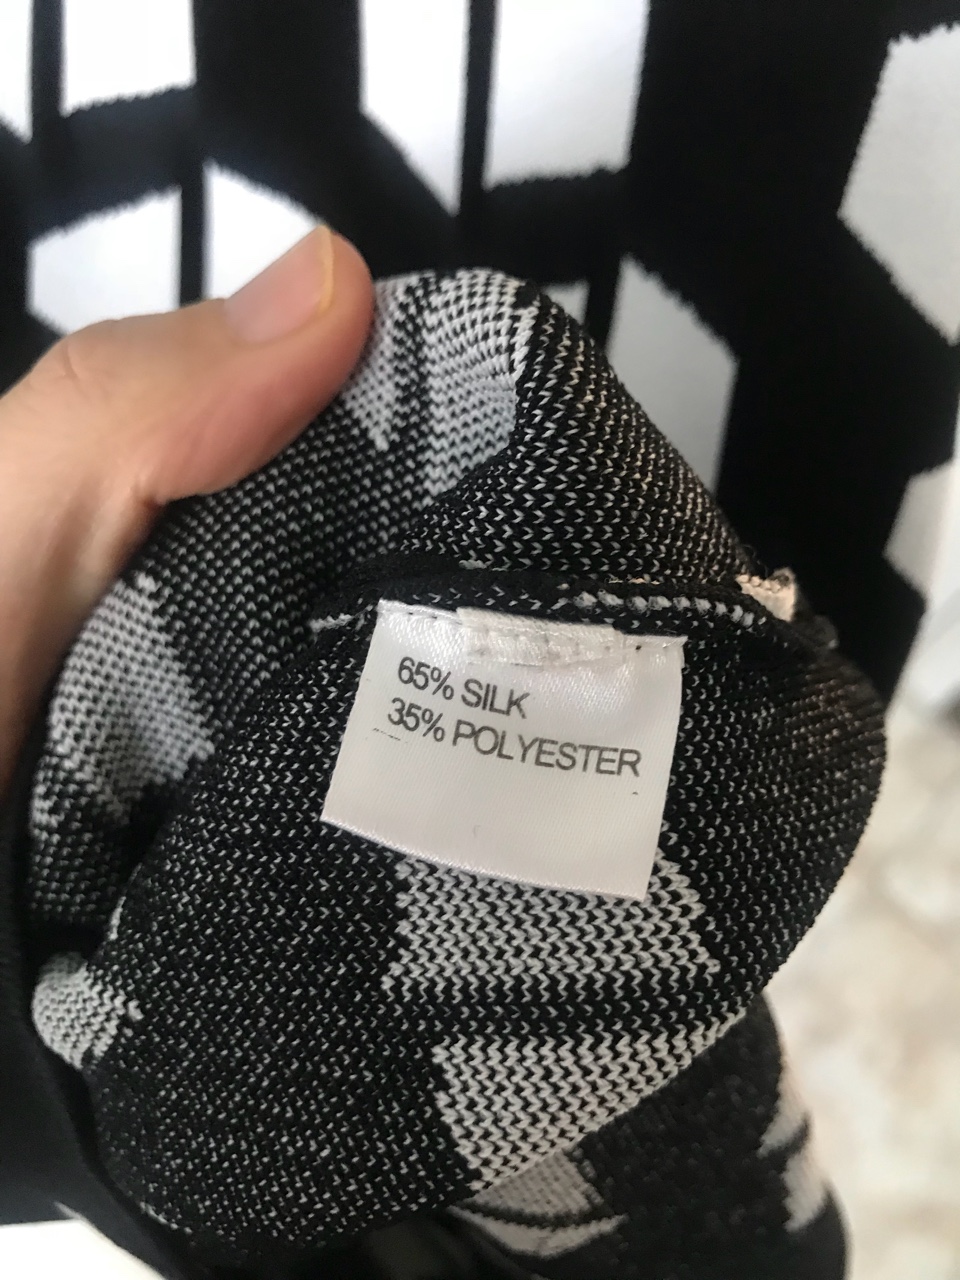 65% SILK
35% POLYESTER